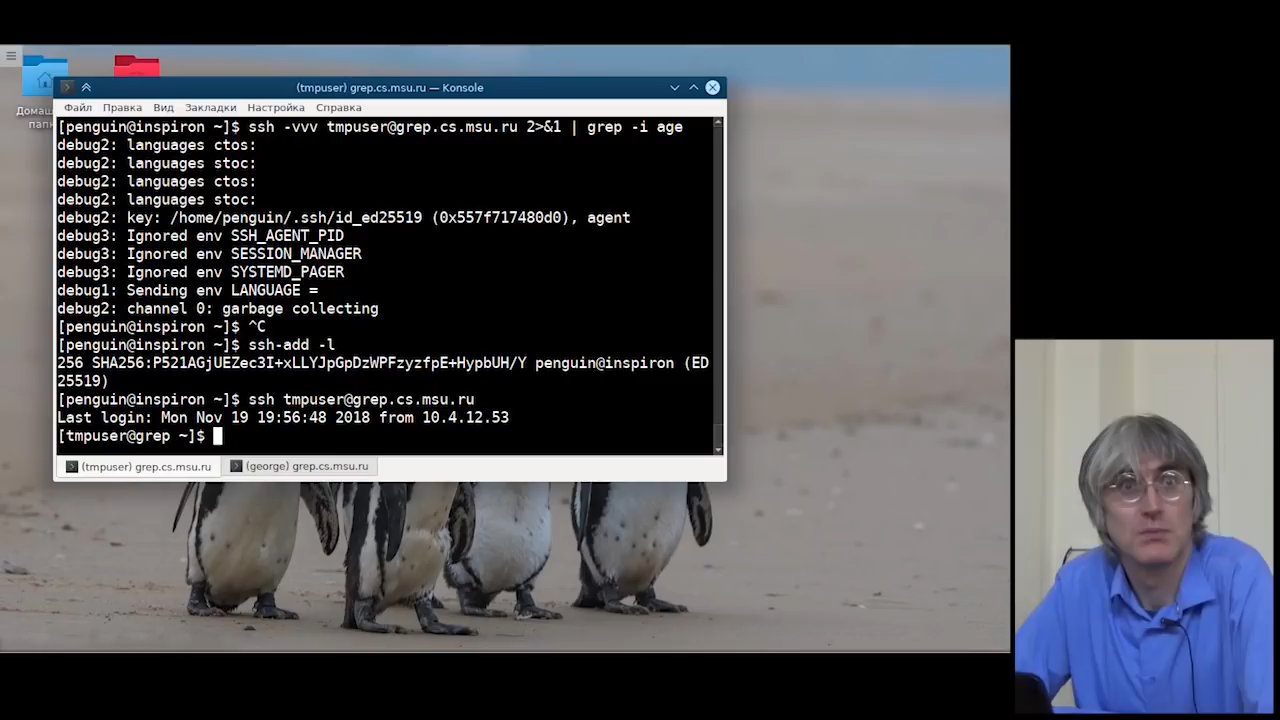 Домаш
папк
(tmpuser) grep.cs.msu.ru — Konsole
Файл Правка Вид Закладки Настройка Справка
[penguin@inspiron ~]$ ssh -vvv tmpuser@grep.cs.msu.ru 2>&1 | grep -i age
debug2: languages ctos:
debug2: languages stoc:
debug2: languages ctos:
debug2: languages stoc:
debug2: key: /home/penguin/.ssh/id_ed25519 (0x557f717480d0), agent
debug3: Ignored env SSH_AGENT_PID
debug3: Ignored env SESSION_MANAGER
debug3: Ignored env SYSTEMD_PAGER
debug1: Sending env LANGUAGE =
debug2: channel 0: garbage collecting
[penguin@inspiron ~]$ ^C
[penguin@inspiron ~]$ ssh-add -l
256 SHA256:P521AGjUEZec3I+xLLYJpGpDzWPFzyzfpE+HypbUH/Y penguin@inspiron (ED
25519)
[penguin@inspiron ~]$ ssh tmpuser@grep.cs.msu.ru
Last login: Mon Nov 19 19:56:48 2018 from 10.4.12.53
[tmpuser@grep ~]$
(tmpuser) grep.cs.msu.ru (george) grep.cs.msu.ru